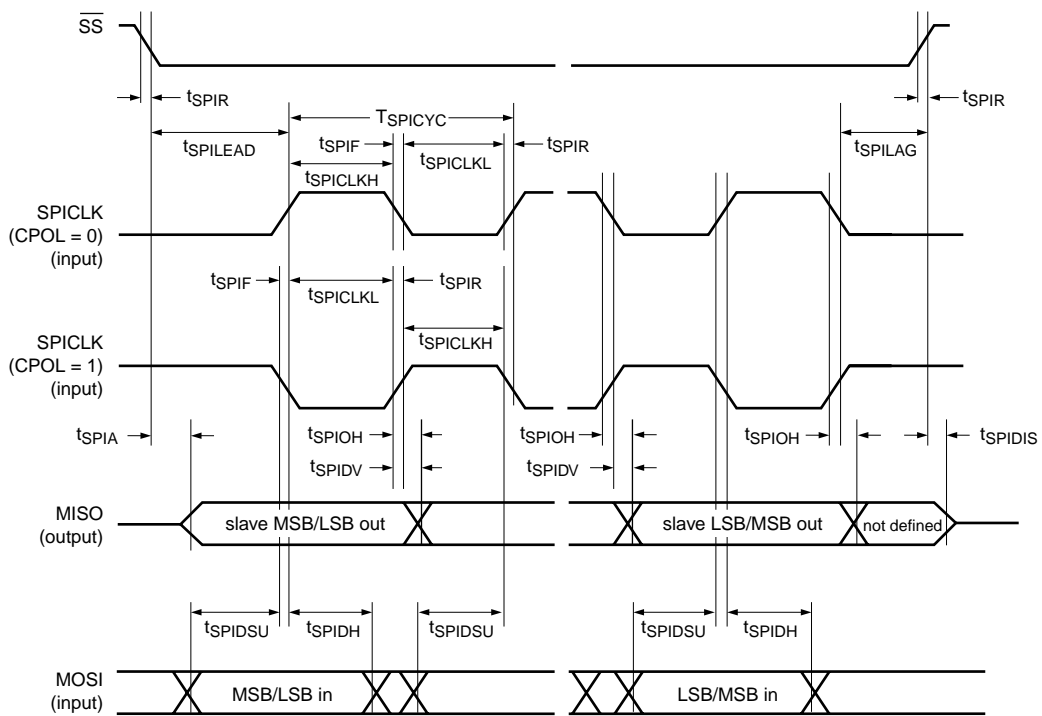 SS
tSPIR
tSPIR
TSPICYC
tSPILEAD
tSPIF
tSPICLKL
tSPIR
tSPILAG
tSPICLKH
SPICLK
(CPOL = 0)
(input)
tSPIF
tSPICLKL
tSPIR
tSPICLKH
SPICLK
(CPOL = 1)
(input)
tSPIA
tSPIOH
tSPIOH
tSPIOH
tSPIDIS
tSPIDV
tSPIDV
MISO
(output)
slave MSB/LSB out
slave LSB/MSB out
not defined
tSPIDSU
tSPIDH
tSPIDSU
tSPIDSU
tSPIDH
MOSI
(input)
MSB/LSB in
LSB/MSB in